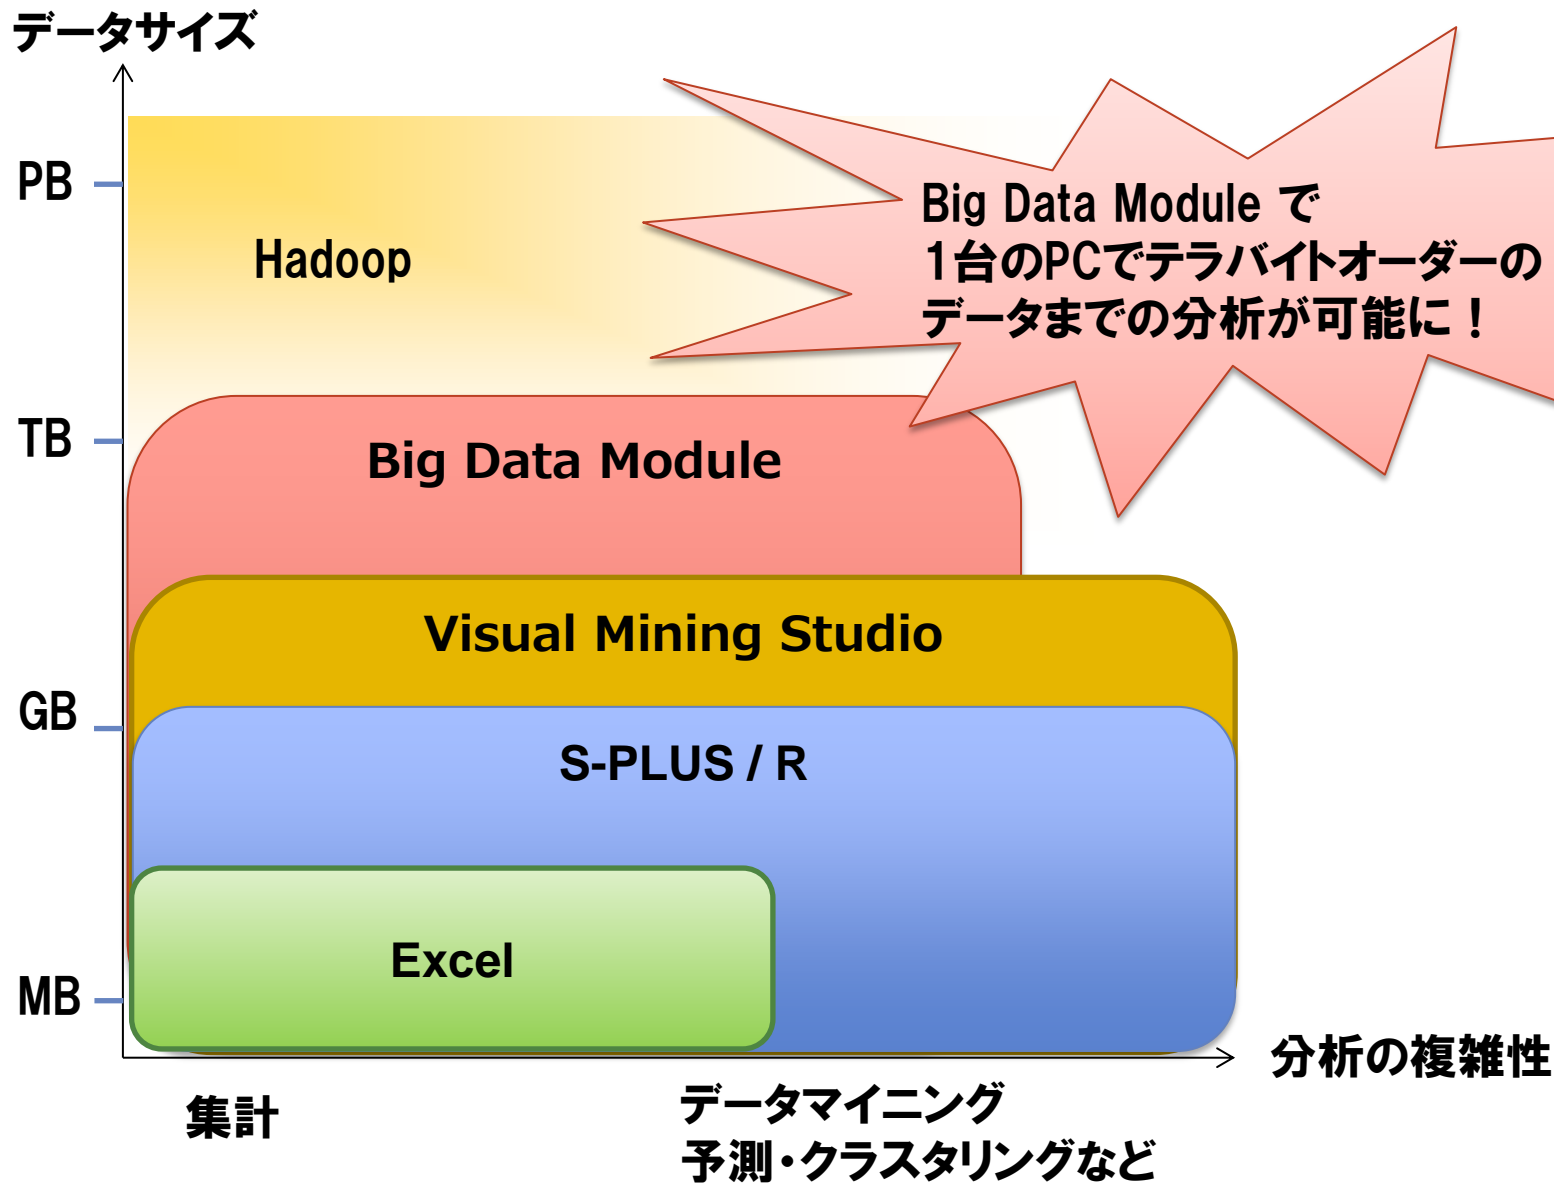 データサイズ
PB
Hadoop
Big Data Module で
1台のPCでテラバイトオーダーの
データまでの分析が可能に！
TB
Big Data Module
Visual Mining Studio
GB
S-PLUS / R
Excel
MB
分析の複雑性
集計
データマイニング
予測・クラスタリングなど